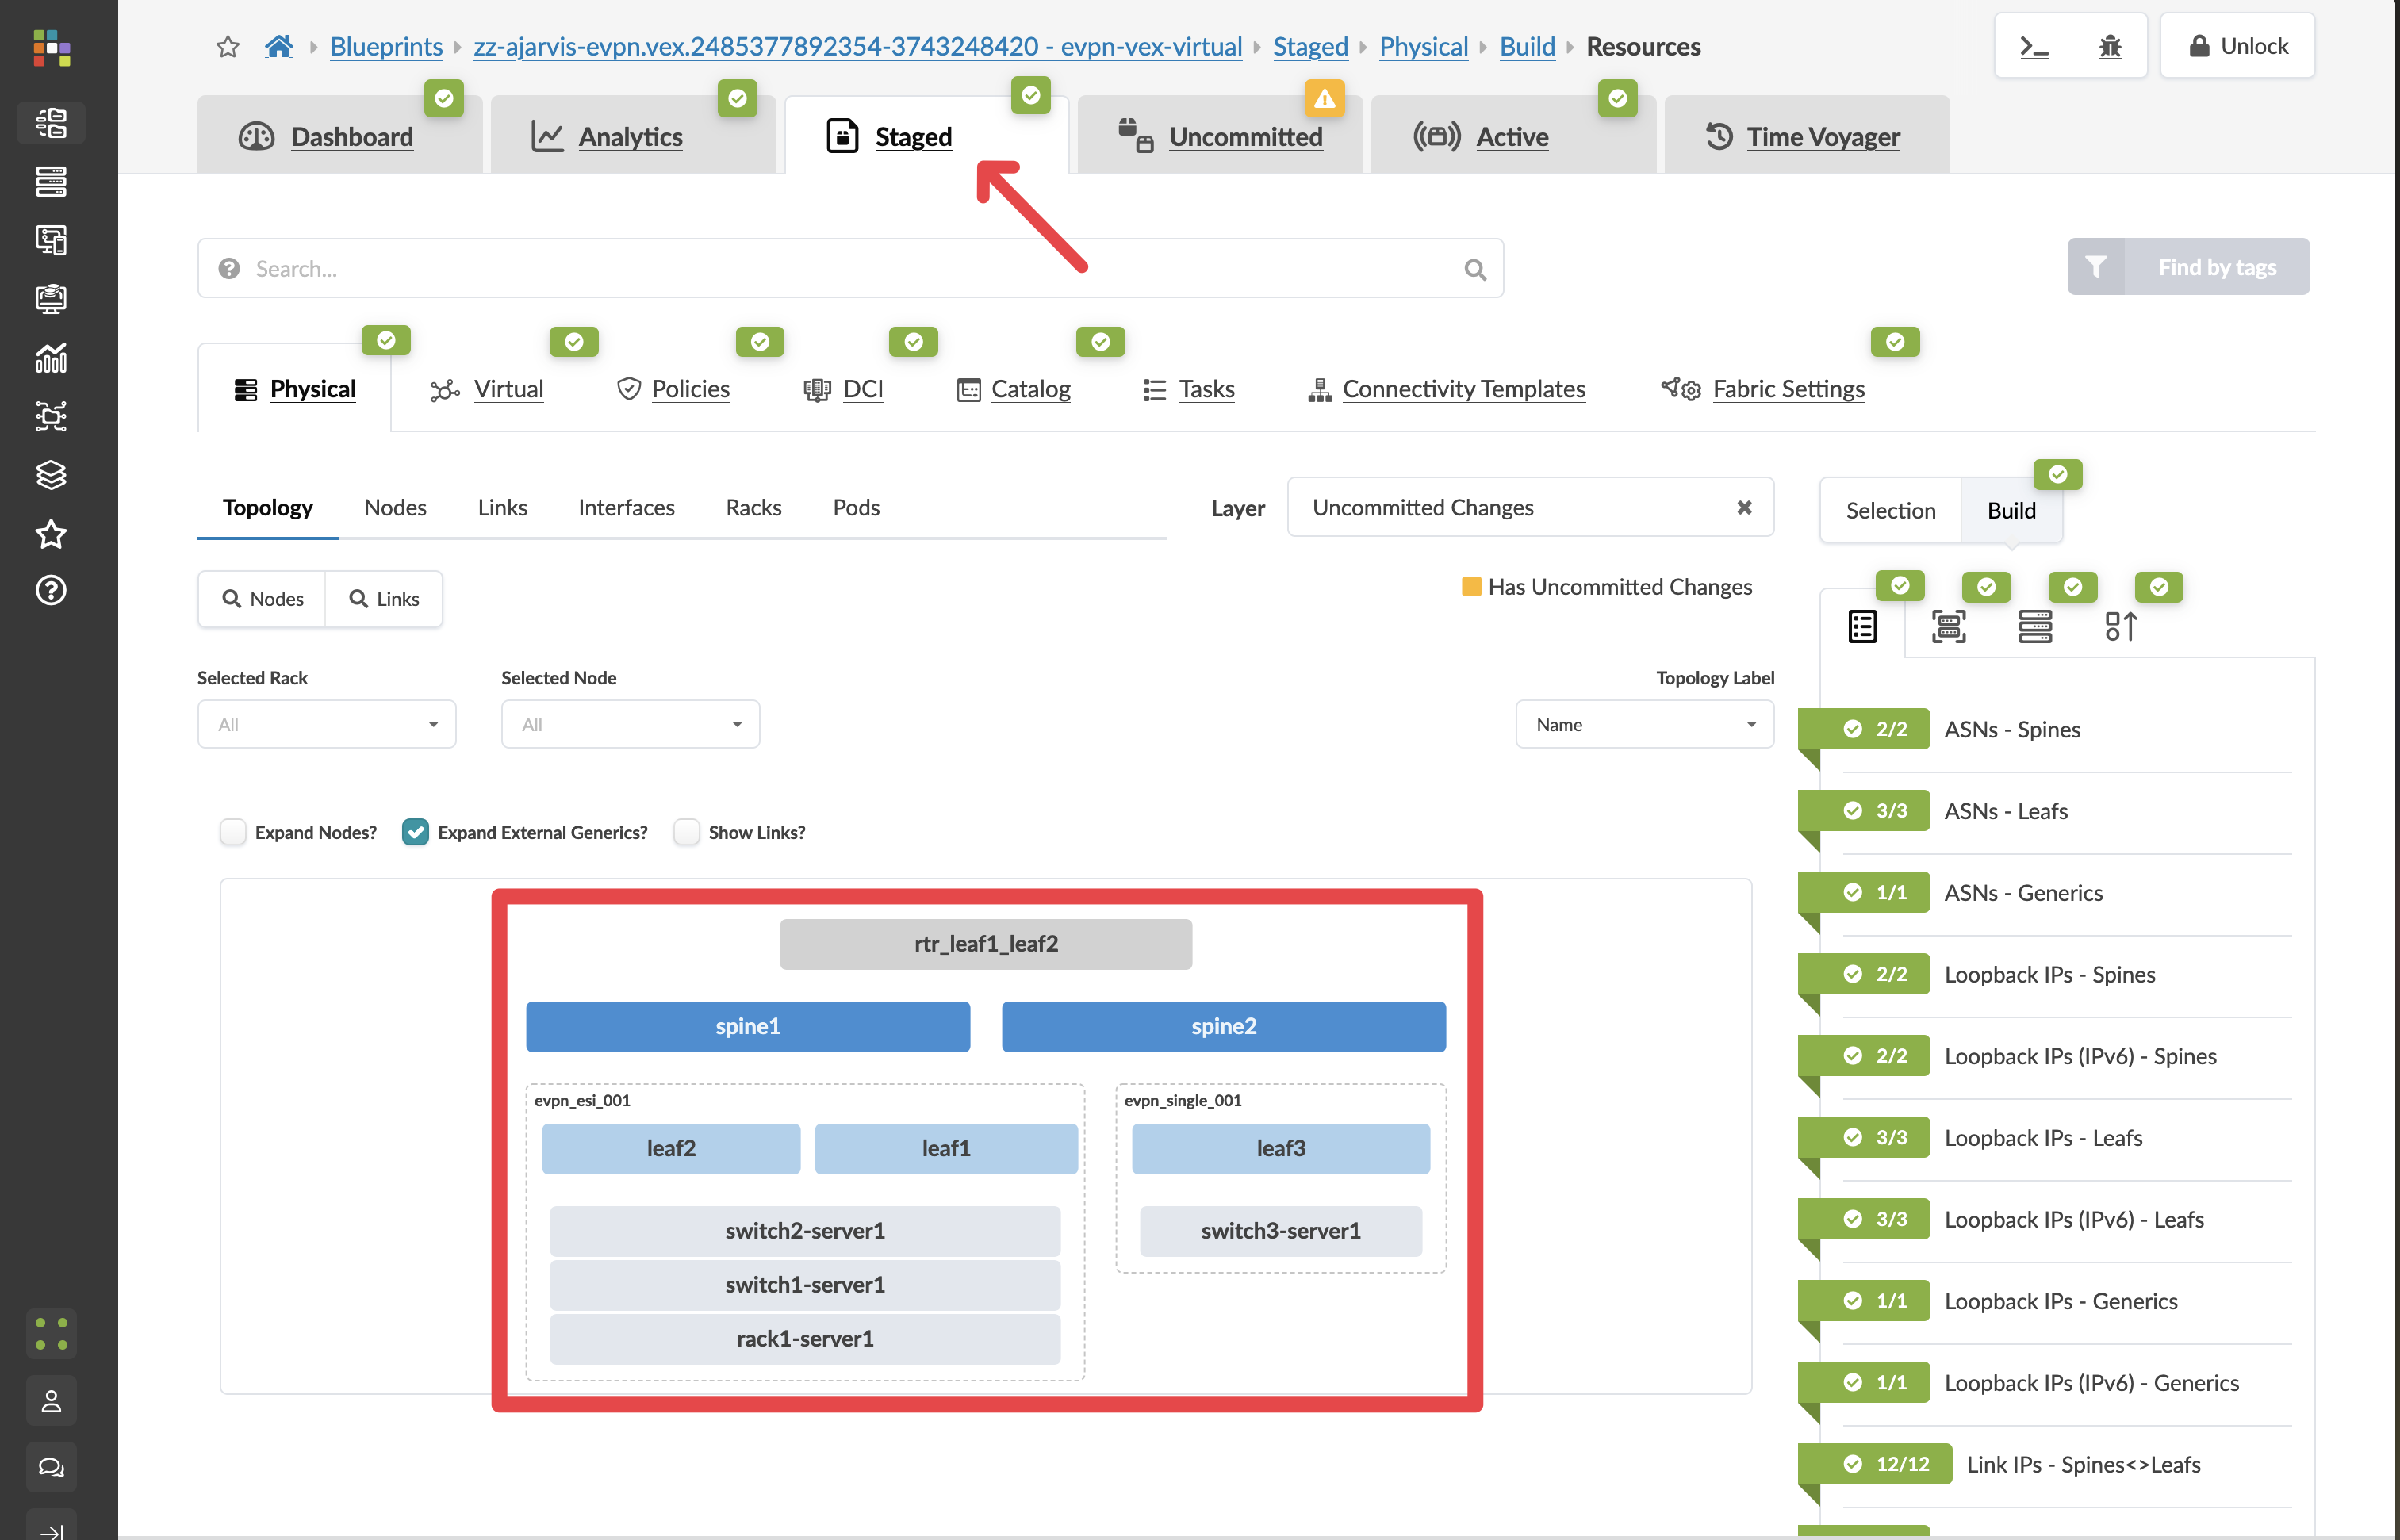 Blueprints zz-ajarvis-evpn.vex.2485377892354-3743248420 - evpn-vex-virtual Staged Physical Build Resources
Unlock
Dashboard Analytics Staged Uncommitted Active Time Voyager
Search...
Find by tags
Physical Virtual Policies DCI Catalog Tasks Connectivity Templates Fabric Settings
Topology Nodes Links Interfaces Racks Pods
Layer Uncommitted Changes
Selection Build
Has Uncommitted Changes
Nodes Links
Selected Rack Selected Node Topology Label
All All Name
Expand Nodes? Expand External Generics? Show Links?
rtr_leaf1_leaf2
spine1 spine2
evpn_esi_001 evpn_single_001
leaf2 leaf1 leaf3
switch2-server1 switch3-server1
switch1-server1
rack1-server1
2/2 ASNs - Spines
3/3 ASNs - Leafs
1/1 ASNs - Generics
2/2 Loopback IPs - Spines
2/2 Loopback IPs (IPv6) - Spines
3/3 Loopback IPs - Leafs
3/3 Loopback IPs (IPv6) - Leafs
1/1 Loopback IPs - Generics
1/1 Loopback IPs (IPv6) - Generics
12/12 Link IPs - Spines<>Leafs